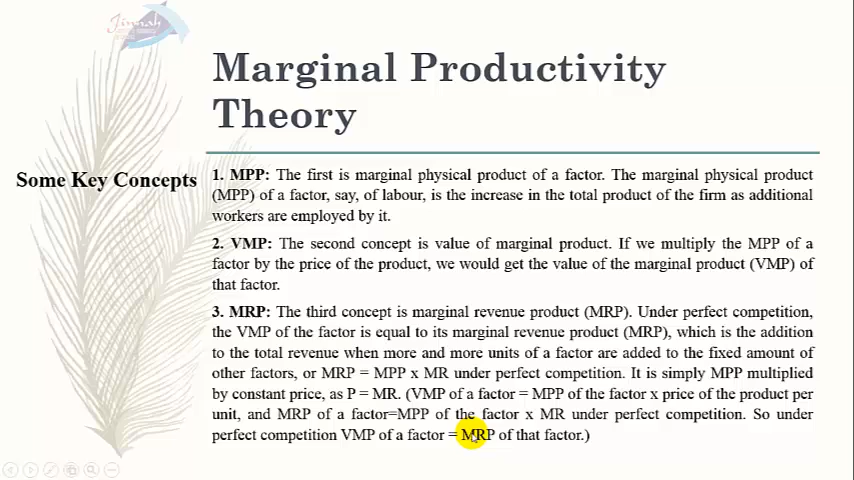 Jinnah
Marginal Productivity
Theory
Some Key Concepts
1. MPP: The first is marginal physical product of a factor. The marginal physical product
(MPP) of a factor, say, of labour, is the increase in the total product of the firm as additional
workers are employed by it.
2. VMP: The second concept is value of marginal product. If we multiply the MPP of a
factor by the price of the product, we would get the value of the marginal product (VMP) of
that factor.
3. MRP: The third concept is marginal revenue product (MRP). Under perfect competition,
the VMP of the factor is equal to its marginal revenue product (MRP), which is the addition
to the total revenue when more and more units of a factor are added to the fixed amount of
other factors, or MRP = MPP x MR under perfect competition. It is simply MPP multiplied
by constant price, as P = MR. (VMP of a factor = MPP of the factor x price of the product per
unit, and MRP of a factor=MPP of the factor x MR under perfect competition. So under
perfect competition VMP of a factor = MRP of that factor.)